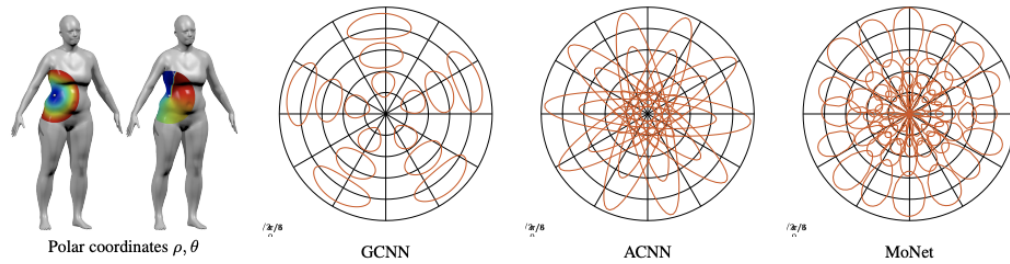 Polar coordinates ρ, θ
GCNN
ACNN
MoNet